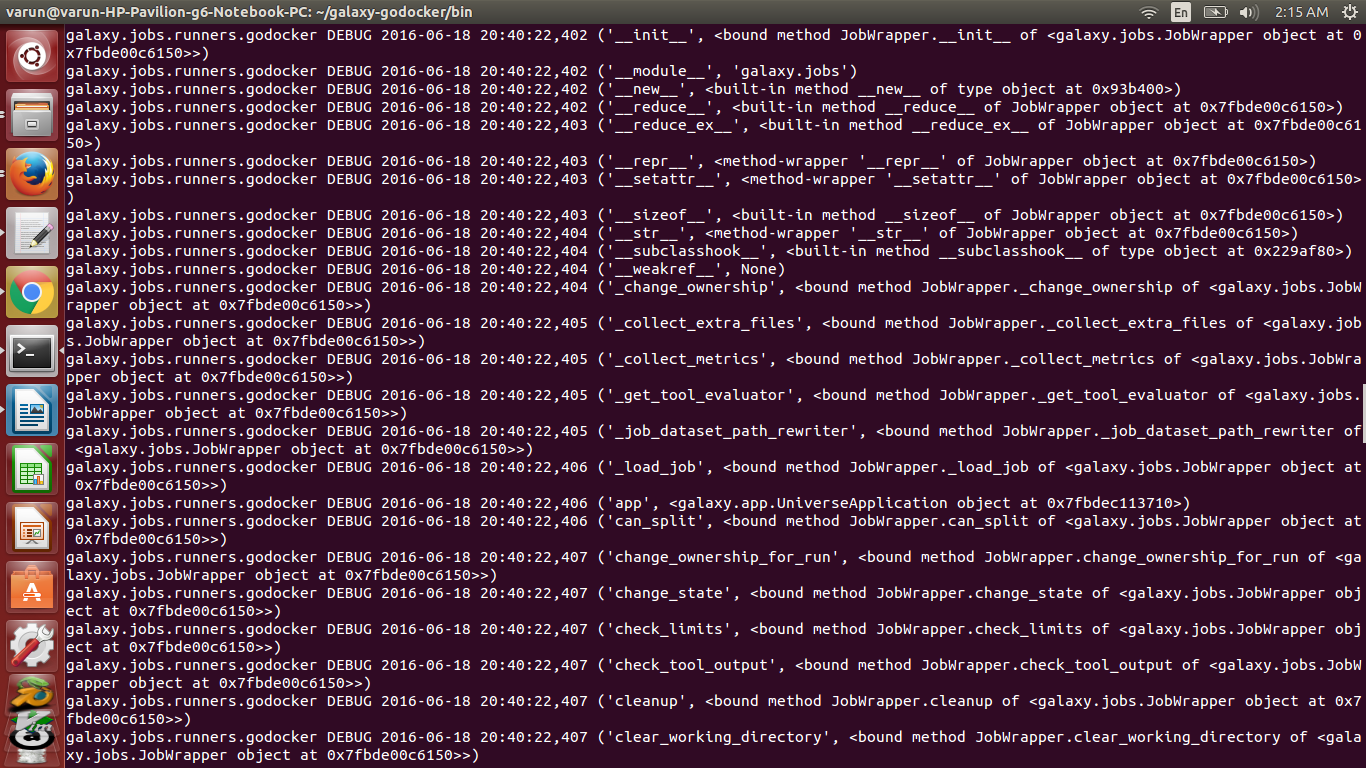 varun@varun-HP-Pavilion-g6-Notebook-PC: ~/galaxy-godocker/bin
En
2:15 AM
galaxy.jobs.runners.godocker DEBUG 2016-06-18 20:40:22,402 ('__init__', <bound method JobWrapper.__init__ of <galaxy.jobs.JobWrapper object at 0
x7fbde00c6150>>)
galaxy.jobs.runners.godocker DEBUG 2016-06-18 20:40:22,402 ('__module__', 'galaxy.jobs')
galaxy.jobs.runners.godocker DEBUG 2016-06-18 20:40:22,402 ('__new__', <built-in method __new__ of type object at 0x93b400>)
galaxy.jobs.runners.godocker DEBUG 2016-06-18 20:40:22,402 ('__reduce__', <built-in method __reduce__ of JobWrapper object at 0x7fbde00c6150>)
galaxy.jobs.runners.godocker DEBUG 2016-06-18 20:40:22,403 ('__reduce_ex__', <built-in method __reduce_ex__ of JobWrapper object at 0x7fbde00c61
50>)
galaxy.jobs.runners.godocker DEBUG 2016-06-18 20:40:22,403 ('__repr__', <method-wrapper '__repr__' of JobWrapper object at 0x7fbde00c6150>)
galaxy.jobs.runners.godocker DEBUG 2016-06-18 20:40:22,403 ('__setattr__', <method-wrapper '__setattr__' of JobWrapper object at 0x7fbde00c6150>
)
galaxy.jobs.runners.godocker DEBUG 2016-06-18 20:40:22,403 ('__sizeof__', <built-in method __sizeof__ of JobWrapper object at 0x7fbde00c6150>)
galaxy.jobs.runners.godocker DEBUG 2016-06-18 20:40:22,404 ('__str__', <method-wrapper '__str__' of JobWrapper object at 0x7fbde00c6150>)
galaxy.jobs.runners.godocker DEBUG 2016-06-18 20:40:22,404 ('__subclasshook__', <built-in method __subclasshook__ of type object at 0x229af80>)
galaxy.jobs.runners.godocker DEBUG 2016-06-18 20:40:22,404 ('__weakref__', None)
galaxy.jobs.runners.godocker DEBUG 2016-06-18 20:40:22,404 ('_change_ownership', <bound method JobWrapper._change_ownership of <galaxy.jobs.JobW
rapper object at 0x7fbde00c6150>>)
galaxy.jobs.runners.godocker DEBUG 2016-06-18 20:40:22,405 ('_collect_extra_files', <bound method JobWrapper._collect_extra_files of <galaxy.job
s.JobWrapper object at 0x7fbde00c6150>>)
galaxy.jobs.runners.godocker DEBUG 2016-06-18 20:40:22,405 ('_collect_metrics', <bound method JobWrapper._collect_metrics of <galaxy.jobs.JobWra
pper object at 0x7fbde00c6150>>)
galaxy.jobs.runners.godocker DEBUG 2016-06-18 20:40:22,405 ('_get_tool_evaluator', <bound method JobWrapper._get_tool_evaluator of <galaxy.jobs.
JobWrapper object at 0x7fbde00c6150>>)
galaxy.jobs.runners.godocker DEBUG 2016-06-18 20:40:22,405 ('_job_dataset_path_rewriter', <bound method JobWrapper._job_dataset_path_rewriter of
<galaxy.jobs.JobWrapper object at 0x7fbde00c6150>>)
galaxy.jobs.runners.godocker DEBUG 2016-06-18 20:40:22,406 ('_load_job', <bound method JobWrapper._load_job of <galaxy.jobs.JobWrapper object at
0x7fbde00c6150>>)
galaxy.jobs.runners.godocker DEBUG 2016-06-18 20:40:22,406 ('app', <galaxy.app.UniverseApplication object at 0x7fbdec113710>)
galaxy.jobs.runners.godocker DEBUG 2016-06-18 20:40:22,406 ('can_split', <bound method JobWrapper.can_split of <galaxy.jobs.JobWrapper object at
0x7fbde00c6150>>)
galaxy.jobs.runners.godocker DEBUG 2016-06-18 20:40:22,407 ('change_ownership_for_run', <bound method JobWrapper.change_ownership_for_run of <ga
laxy.jobs.JobWrapper object at 0x7fbde00c6150>>)
galaxy.jobs.runners.godocker DEBUG 2016-06-18 20:40:22,407 ('change_state', <bound method JobWrapper.change_state of <galaxy.jobs.JobWrapper obj
ect at 0x7fbde00c6150>>)
galaxy.jobs.runners.godocker DEBUG 2016-06-18 20:40:22,407 ('check_limits', <bound method JobWrapper.check_limits of <galaxy.jobs.JobWrapper obj
ect at 0x7fbde00c6150>>)
galaxy.jobs.runners.godocker DEBUG 2016-06-18 20:40:22,407 ('check_tool_output', <bound method JobWrapper.check_tool_output of <galaxy.jobs.JobW
rapper object at 0x7fbde00c6150>>)
galaxy.jobs.runners.godocker DEBUG 2016-06-18 20:40:22,407 ('cleanup', <bound method JobWrapper.cleanup of <galaxy.jobs.JobWrapper object at 0x7
fbde00c6150>>)
galaxy.jobs.runners.godocker DEBUG 2016-06-18 20:40:22,407 ('clear_working_directory', <bound method JobWrapper.clear_working_directory of <gala
xy.jobs.JobWrapper object at 0x7fbde00c6150>>)